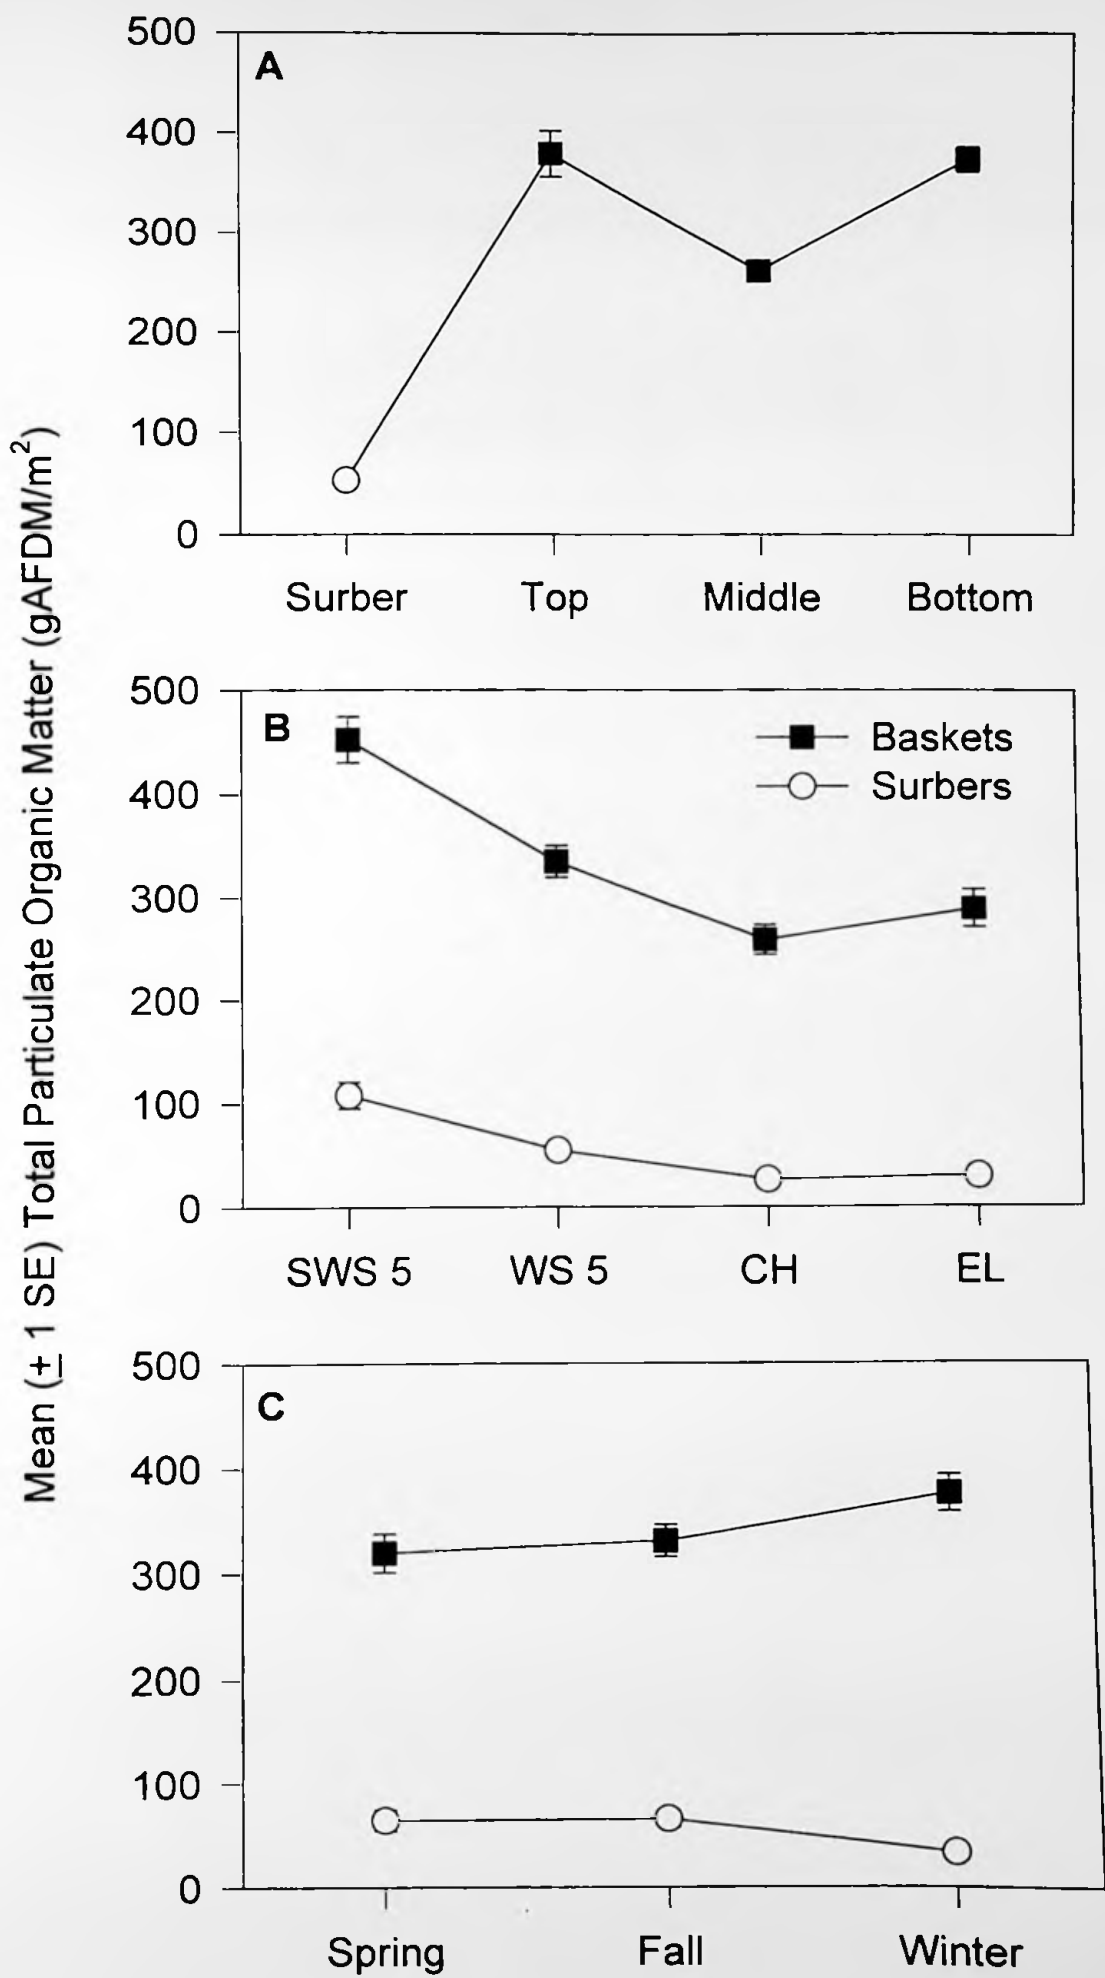 Mean (± 1 SE) Total Particulate Organic Matter (gAFDM/m²)
A
500
400
300
200
100
0
Surber Top Middle Bottom
B
Baskets
Surbers
500
400
300
200
100
0
SWS 5 WS 5 CH EL
C
500
400
300
200
100
0
Spring Fall Winter